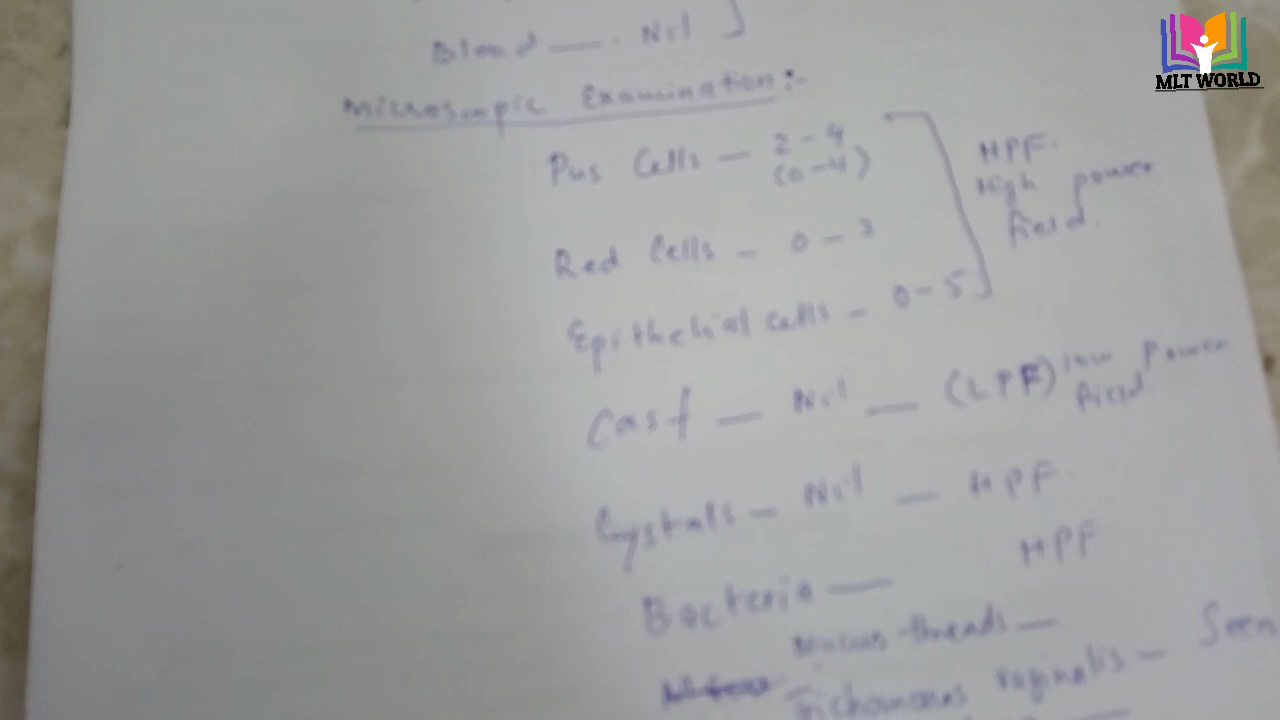 MLT WORLD
Blood — Nil
Microscopic Examination:-
Pus Cells — 2 - 4
(0-4)
HPF.
High power
field.
Red Cells - 0 - 2
Epithelial cells - 0 - 5
Cast — Nil — (LPF) low power
field
Crystals - Nil — HPF.
HPF
Bacteria —
Mucus threads —
Trichomonas vaginalis - Seen